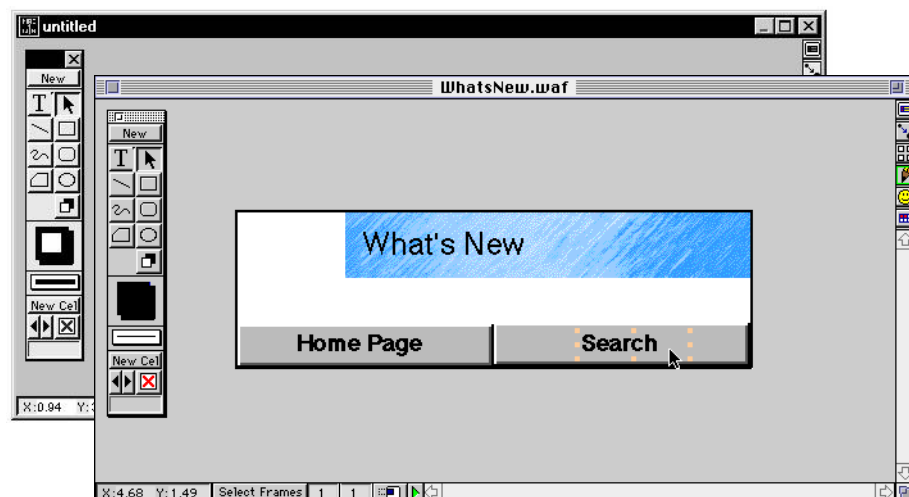 untitled
New
T
New Cel
X:0.94 Y:
WhatsNew.waf
New
T
New Cel
What's New
Home Page
Search
X:4.68 Y:1.49 Select Frames 1 1